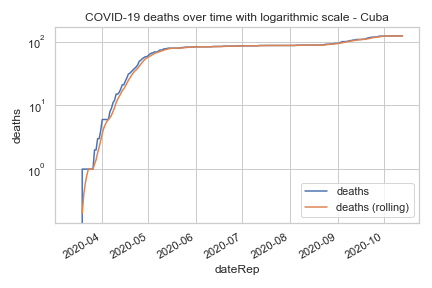 COVID-19 deaths over time with logarithmic scale - Cuba
10²
10¹
10⁰
deaths
deaths
deaths (rolling)
2020-04
2020-05
2020-06
2020-07
2020-08
2020-09
2020-10
dateRep